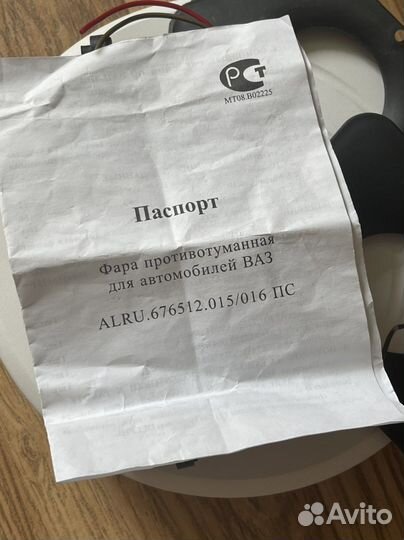 РСТ
МТ08.В02225
Паспорт
Фара противотуманная
для автомобилей ВАЗ
ALRU.676512.015/016 ПС
Avito